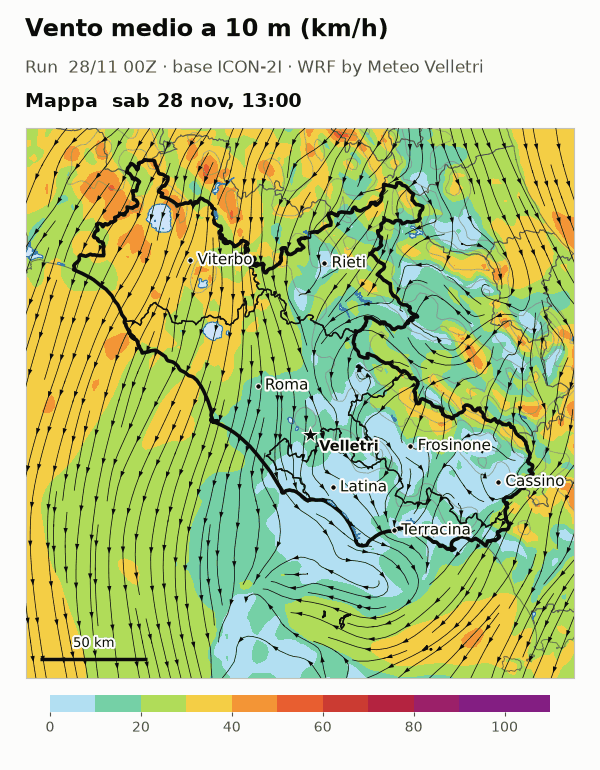 Vento medio a 10 m (km/h)
Run  28/11 00Z · base ICON-2I · WRF by Meteo Velletri
Mappa  sab 28 nov, 13:00
Viterbo
Rieti
Roma
Velletri
Frosinone
Cassino
Latina
Terracina
50 km
0 20 40 60 80 100